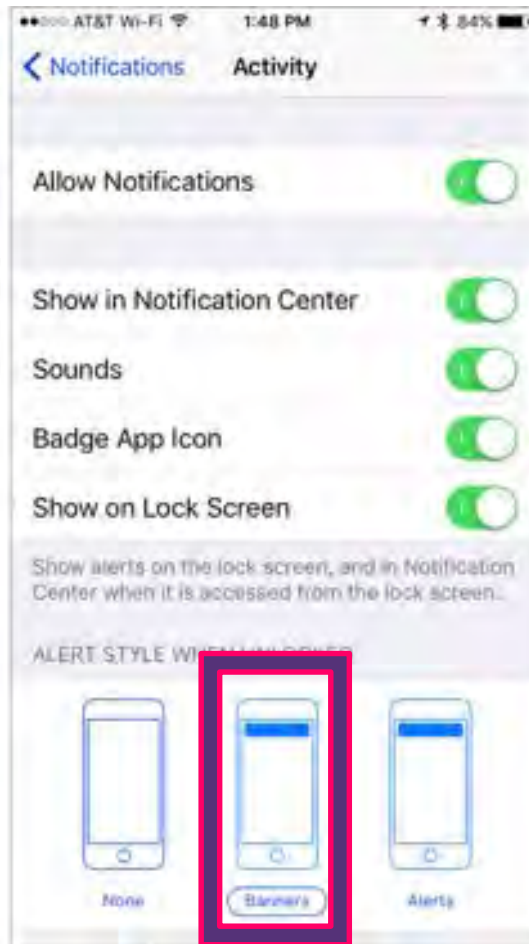 AT&T Wi-Fi 1:48 PM 84%
Notifications Activity
Allow Notifications
Show in Notification Center
Sounds
Badge App Icon
Show on Lock Screen
Show alerts on the lock screen, and in Notification
Center when it is accessed from the lock screen.
ALERT STYLE WHEN UNLOCKED
None Banners Alerts